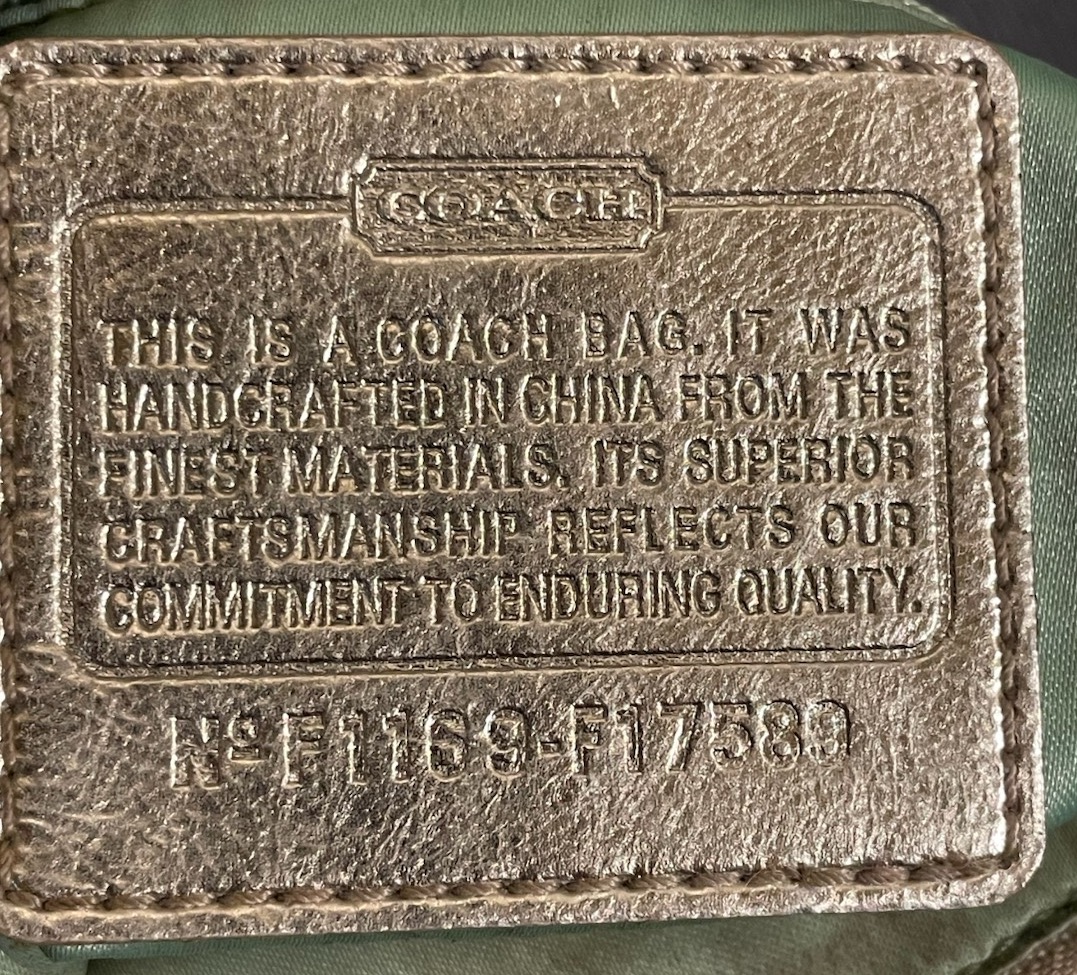 COACH
THIS IS A COACH BAG. IT WAS
HANDCRAFTED IN CHINA FROM THE
FINEST MATERIALS. ITS SUPERIOR
CRAFTSMANSHIP REFLECTS OUR
COMMITMENT TO ENDURING QUALITY.
Nº F1169-F17589